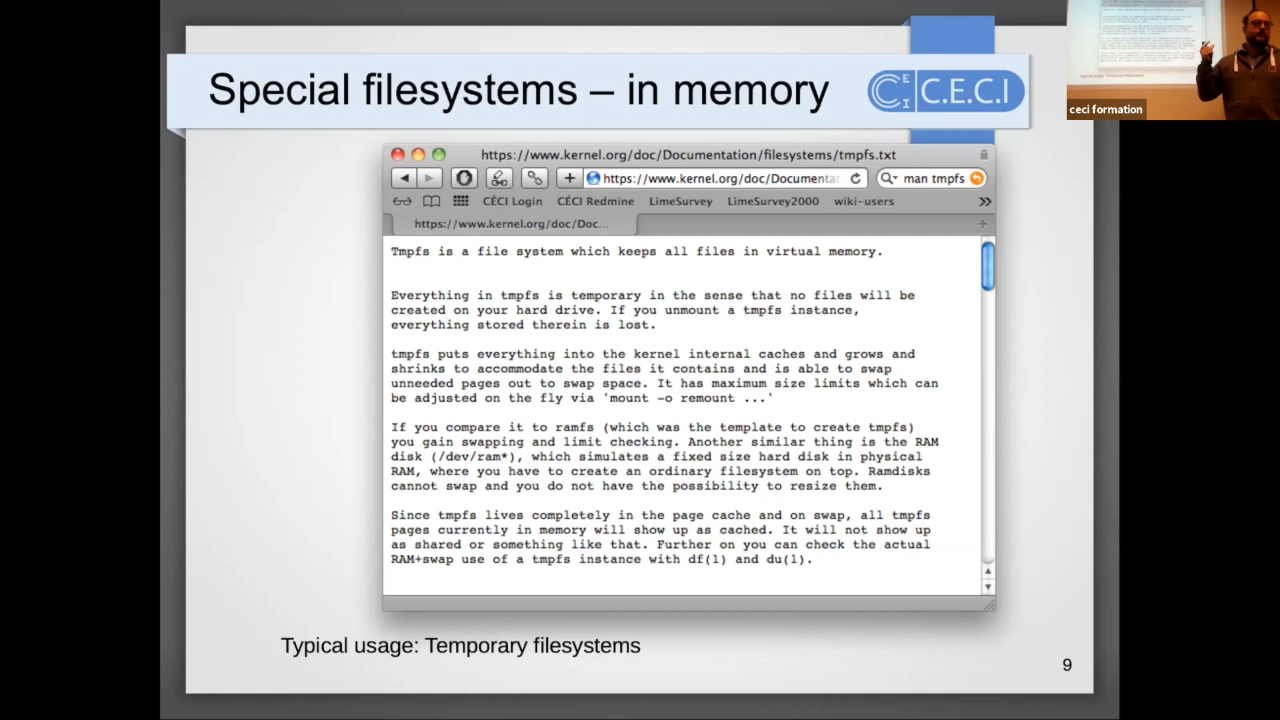 Special filesystems – in memory
CECI
C.E.C.I
ceci formation
https://www.kernel.org/doc/Documentation/filesystems/tmpfs.txt
https://www.kernel.org/doc/Documentat
man tmpfs
CÉCI Login CÉCI Redmine LimeSurvey LimeSurvey2000 wiki-users
https://www.kernel.org/doc/Doc...
Tmpfs is a file system which keeps all files in virtual memory.
Everything in tmpfs is temporary in the sense that no files will be
created on your hard drive. If you unmount a tmpfs instance,
everything stored therein is lost.
tmpfs puts everything into the kernel internal caches and grows and
shrinks to accommodate the files it contains and is able to swap
unneeded pages out to swap space. It has maximum size limits which can
be adjusted on the fly via 'mount -o remount ...'
If you compare it to ramfs (which was the template to create tmpfs)
you gain swapping and limit checking. Another similar thing is the RAM
disk (/dev/ram*), which simulates a fixed size hard disk in physical
RAM, where you have to create an ordinary filesystem on top. Ramdisks
cannot swap and you do not have the possibility to resize them.
Since tmpfs lives completely in the page cache and on swap, all tmpfs
pages currently in memory will show up as cached. It will not show up
as shared or something like that. Further on you can check the actual
RAM+swap use of a tmpfs instance with df(1) and du(1).
Typical usage: Temporary filesystems
9